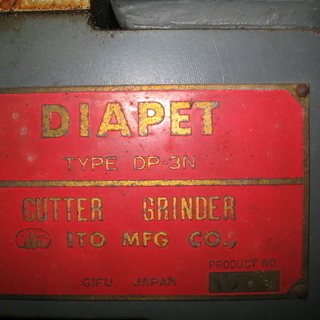 DIAPET
TYPE DP-3N
CUTTER GRINDER
ITO MFG CO.,
PRODUCT NO.
GIFU JAPAN